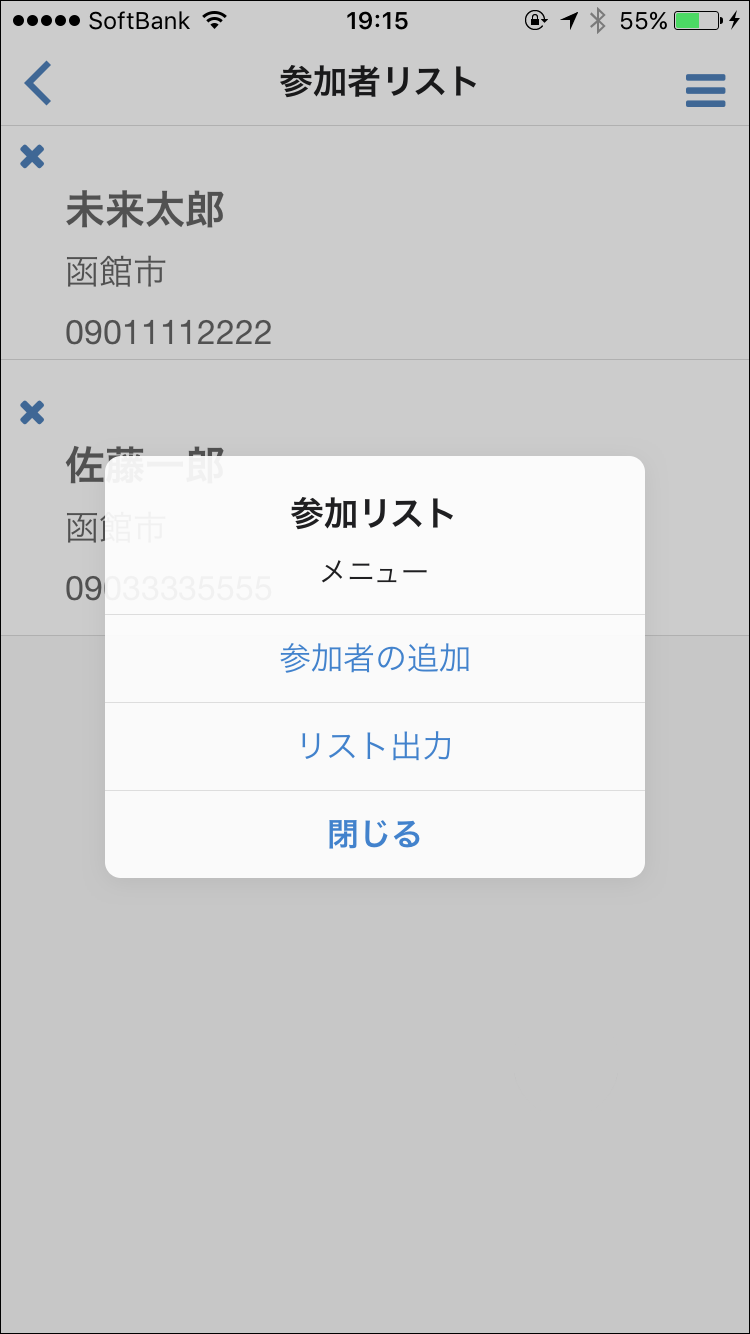 SoftBank 19:15 55%
参加者リスト
未来太郎
函館市
09011112222
佐藤一郎
函館市
09033335555
参加リスト
メニュー
参加者の追加
リスト出力
閉じる